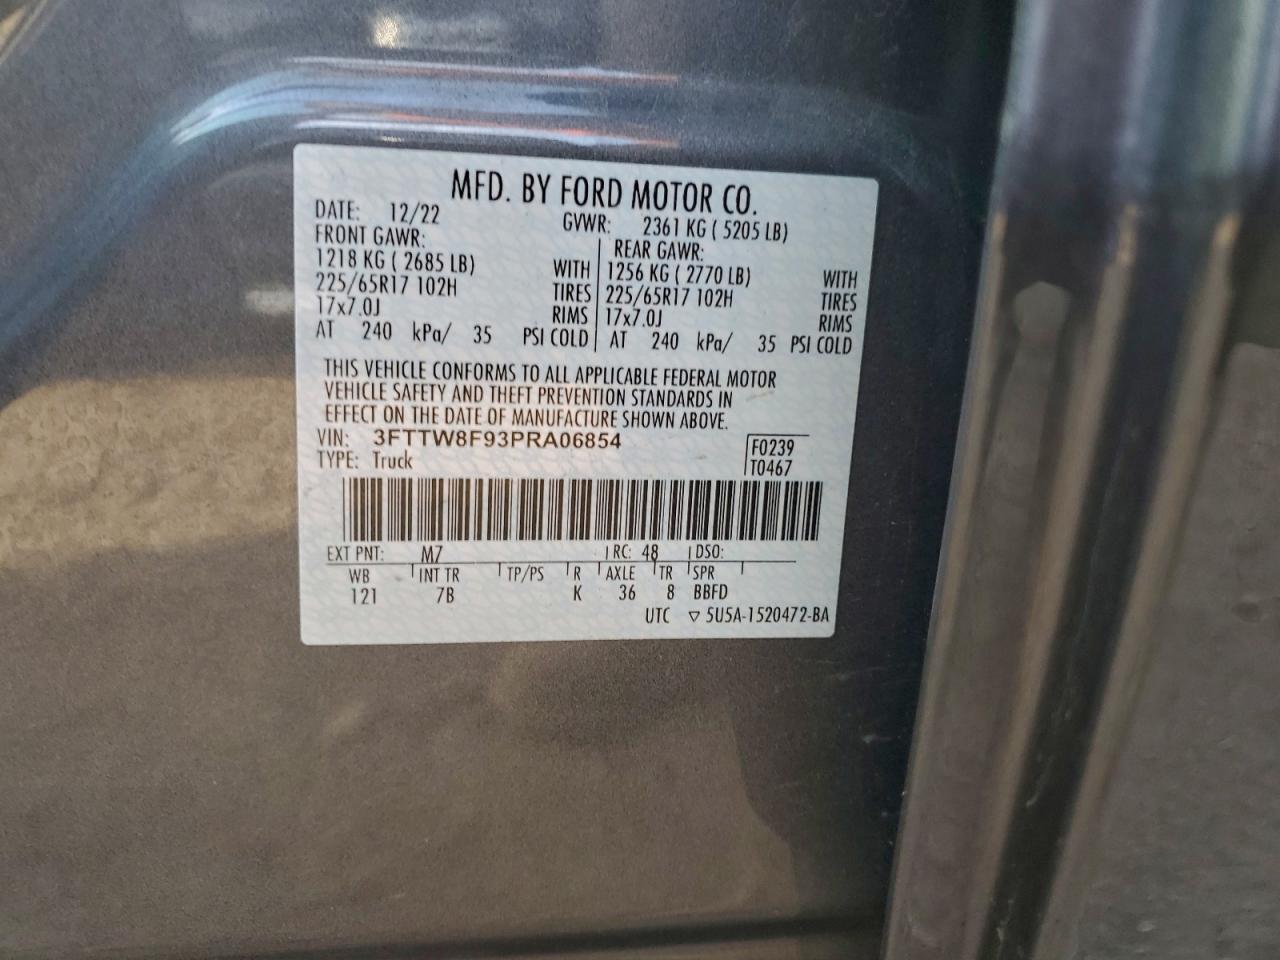 MFD. BY FORD MOTOR CO.
DATE: 12/22 GVWR: 2361 KG ( 5205 LB)
FRONT GAWR: REAR GAWR:
1218 KG ( 2685 LB) WITH 1256 KG ( 2770 LB) WITH
225/65R17 102H TIRES 225/65R17 102H TIRES
17x7.0J RIMS 17x7.0J RIMS
AT 240 kPa/ 35 PSI COLD AT 240 kPa/ 35 PSI COLD
THIS VEHICLE CONFORMS TO ALL APPLICABLE FEDERAL MOTOR
VEHICLE SAFETY AND THEFT PREVENTION STANDARDS IN
EFFECT ON THE DATE OF MANUFACTURE SHOWN ABOVE.
VIN: 3FTTW8F93PRA06854 F0239
TYPE: Truck T0467
EXT PNT: M7 RC: 48 DSO:
WB INT TR TP/PS R AXLE TR SPR
121 7B K 36 8 BBFD
UTC ▽ 5U5A-1520472-BA